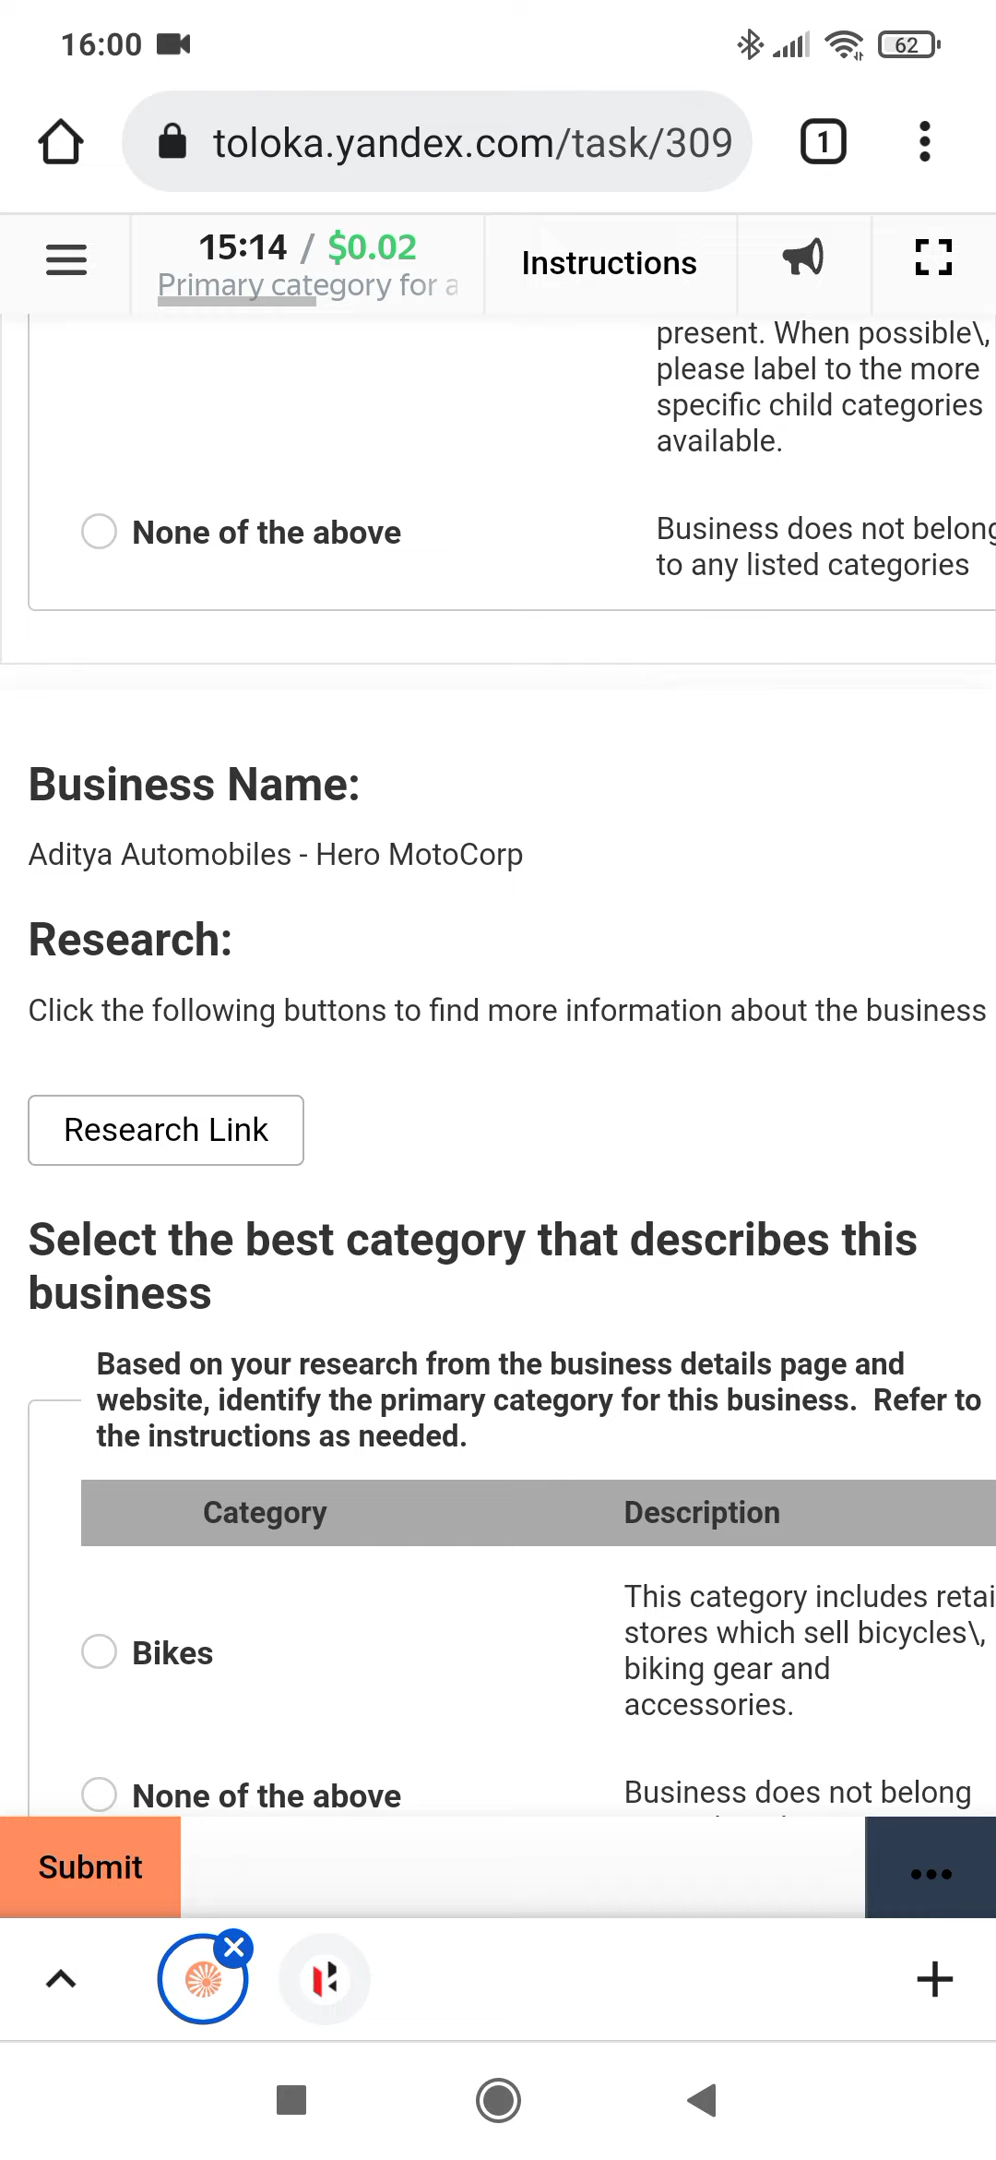 16:00
62
toloka.yandex.com/task/309
1
15:14 / $0.02
Instructions
Primary category for a
present. When possible\,
please label to the more
specific child categories
available.
None of the above
Business does not belong
to any listed categories
Business Name:
Aditya Automobiles - Hero MotoCorp
Research:
Click the following buttons to find more information about the business
Research Link
Select the best category that describes this
business
Based on your research from the business details page and
website, identify the primary category for this business. Refer to
the instructions as needed.
Category
Description
This category includes retai
stores which sell bicycles\,
biking gear and
accessories.
Bikes
None of the above
Business does not belong
Submit